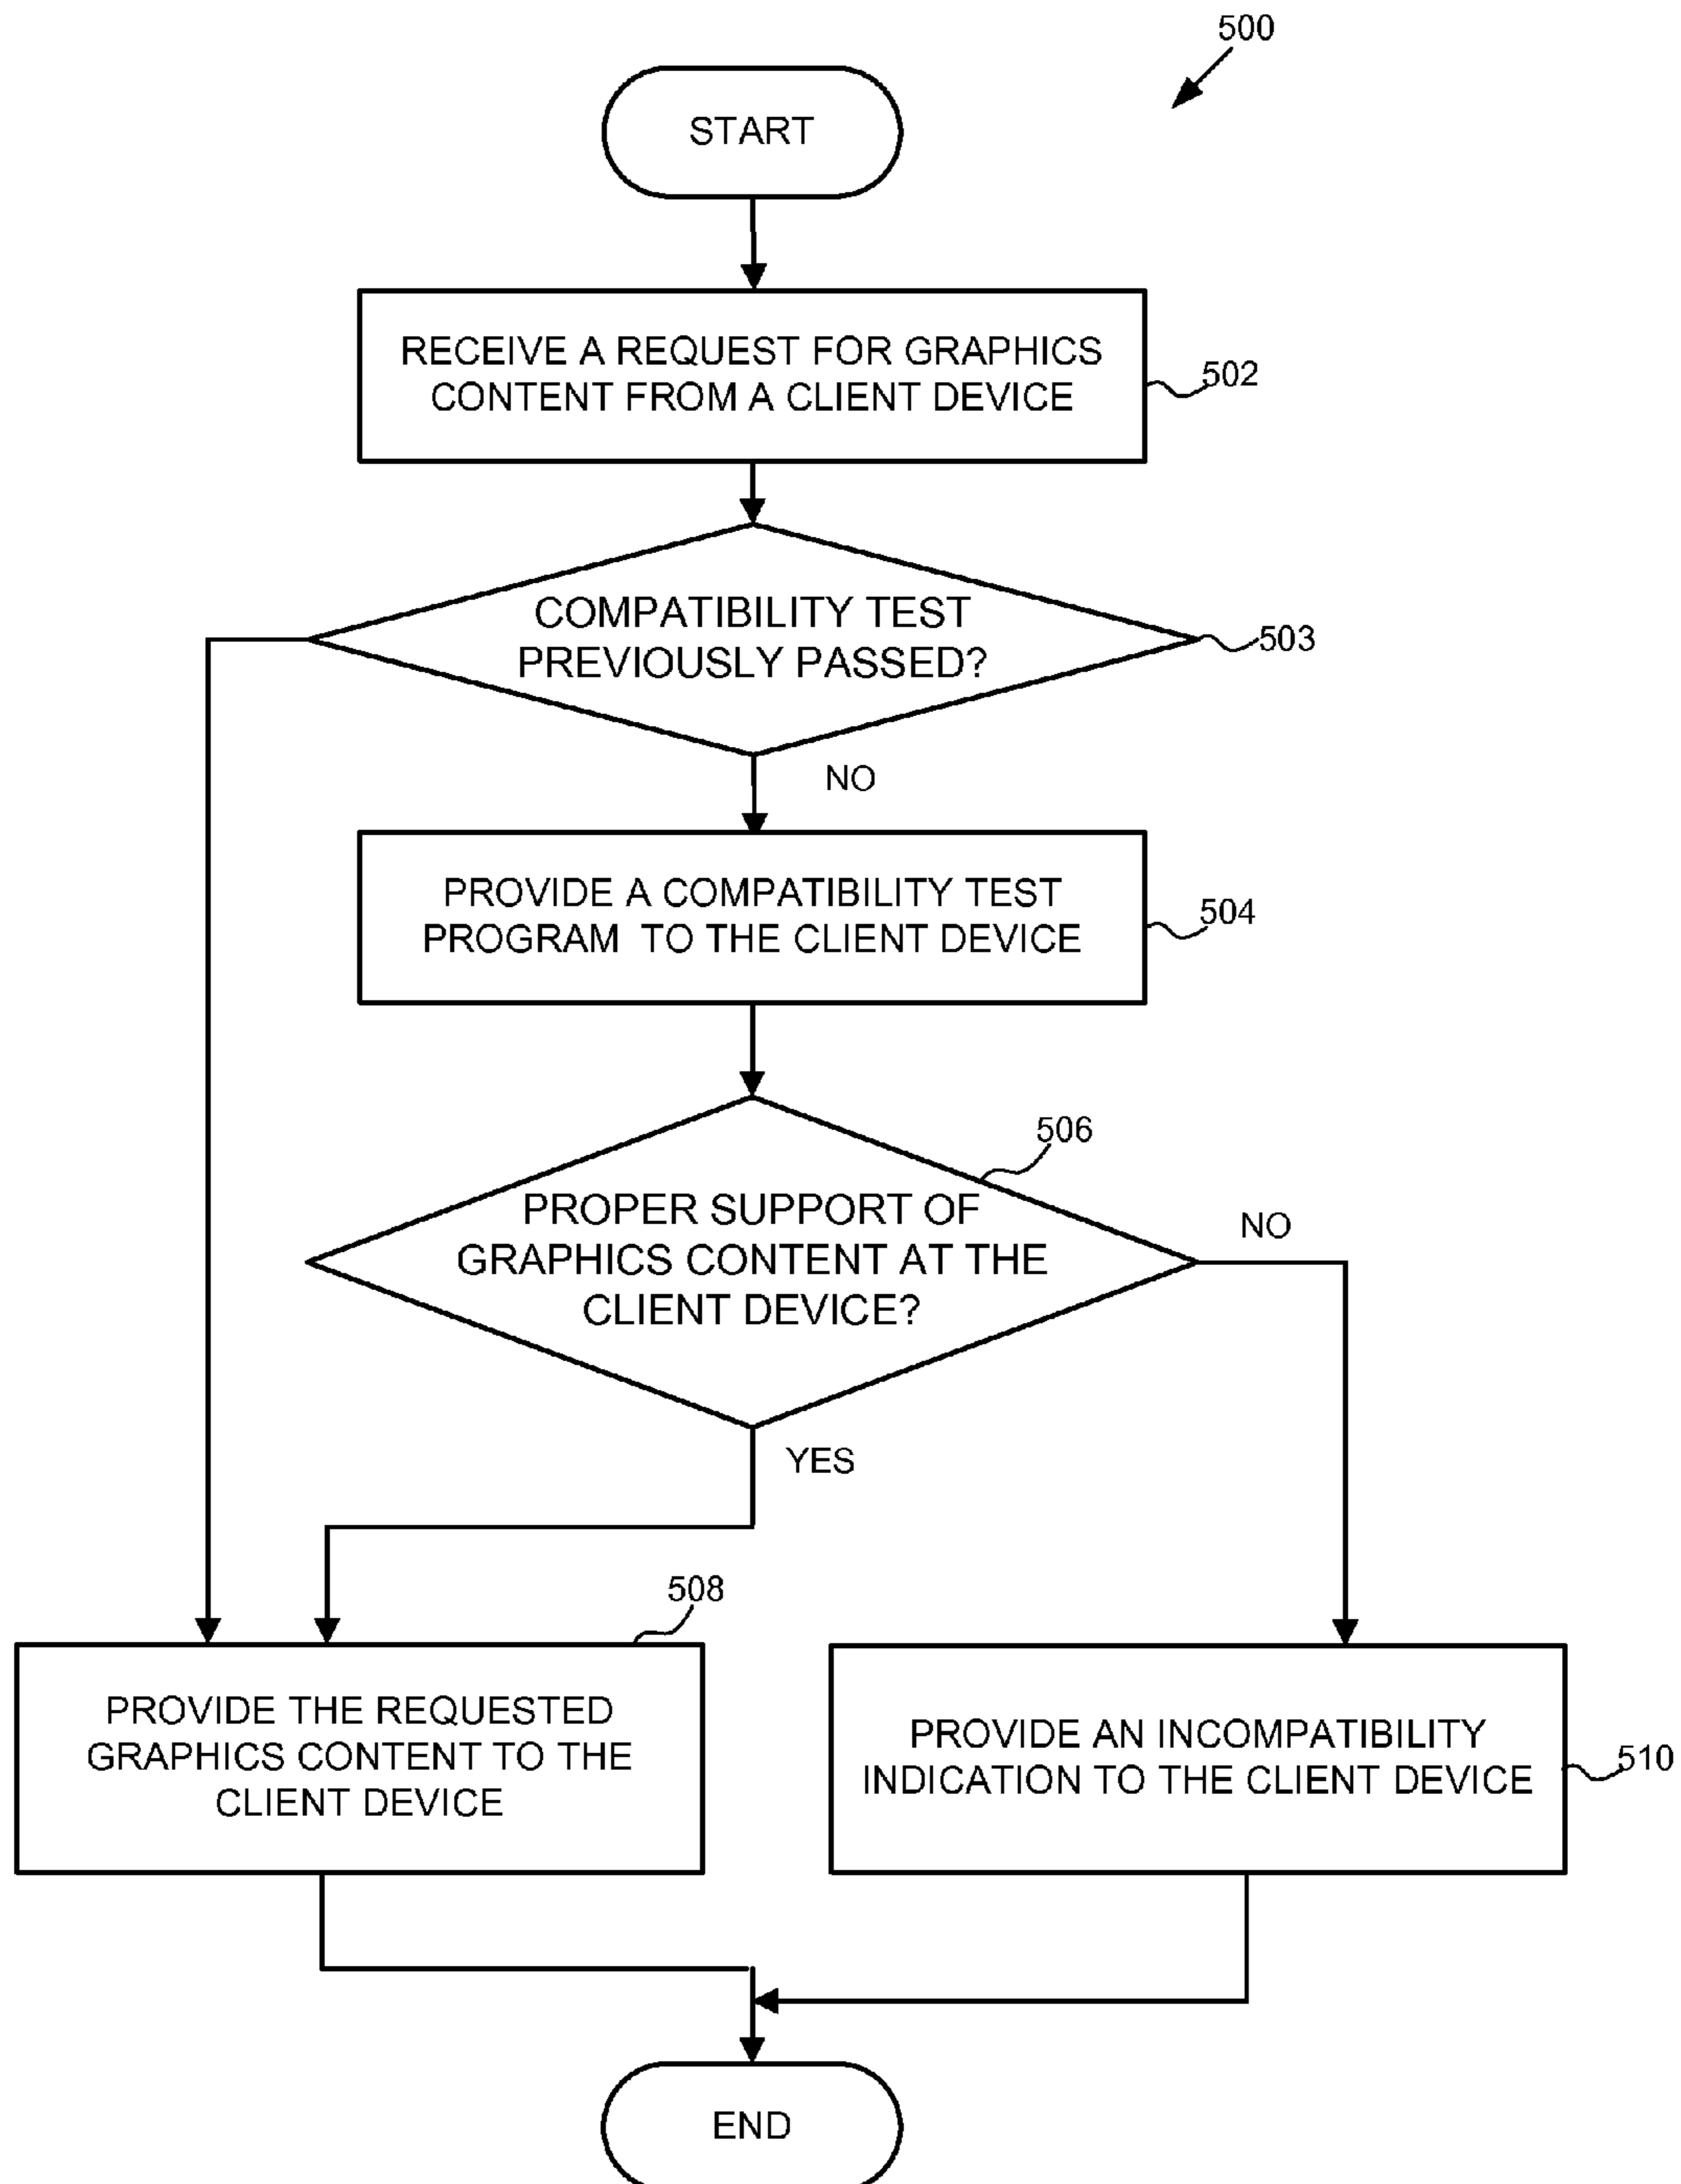 500
START
RECEIVE A REQUEST FOR GRAPHICS
CONTENT FROM A CLIENT DEVICE
502
COMPATIBILITY TEST
PREVIOUSLY PASSED?
503
NO
PROVIDE A COMPATIBILITY TEST
PROGRAM TO THE CLIENT DEVICE
504
506
PROPER SUPPORT OF
GRAPHICS CONTENT AT THE
CLIENT DEVICE?
NO
YES
508
PROVIDE THE REQUESTED
GRAPHICS CONTENT TO THE
CLIENT DEVICE
PROVIDE AN INCOMPATIBILITY
INDICATION TO THE CLIENT DEVICE
510
END